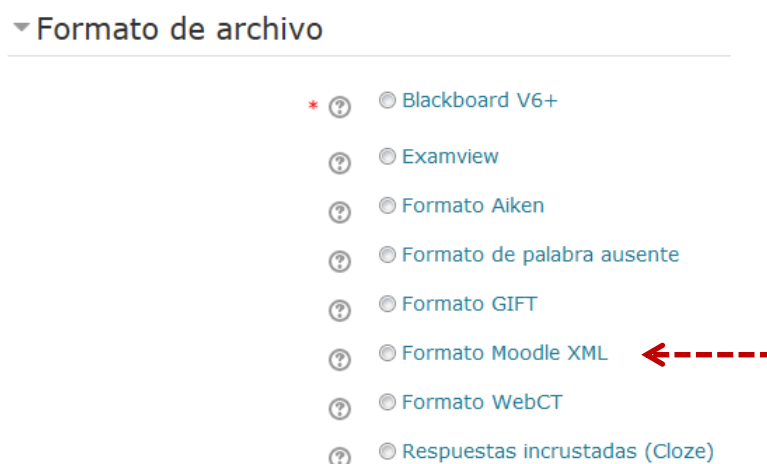 Formato de archivo
* Blackboard V6+
Examview
Formato Aiken
Formato de palabra ausente
Formato GIFT
Formato Moodle XML
Formato WebCT
Respuestas incrustadas (Cloze)